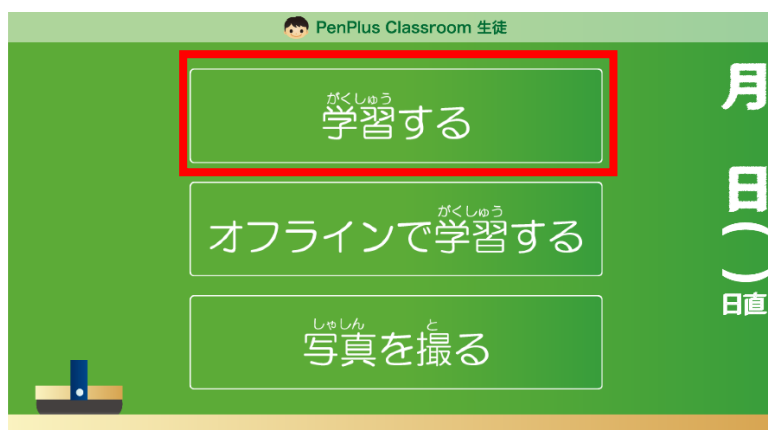 PenPlus Classroom 生徒
がくしゅう
学習する
がくしゅう
オフラインで学習する
しゃしん と
写真を撮る
月
日
（ ）
日直